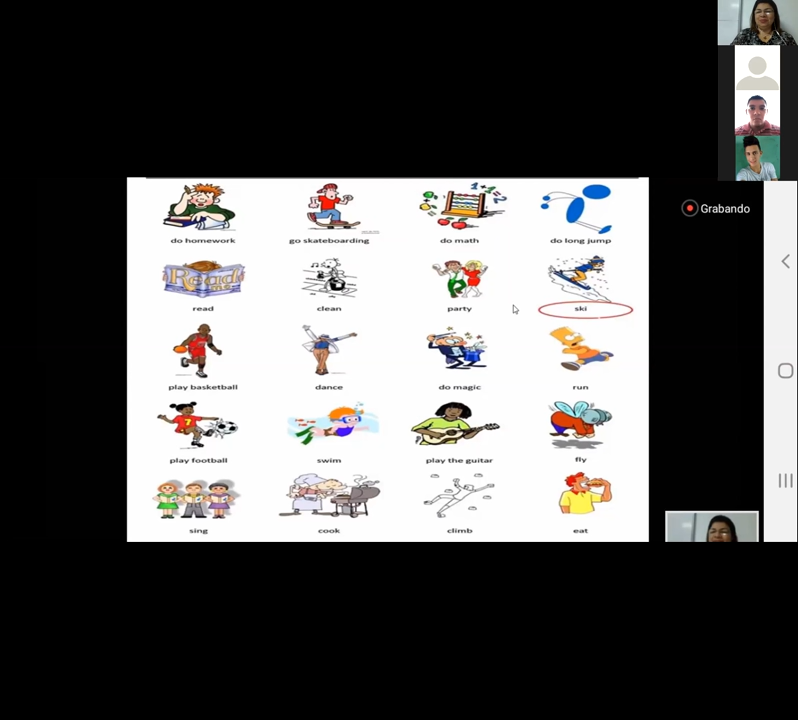 Grabando
do homework go skateboarding do math do long jump
read clean party ski
play basketball dance do magic run
play football swim play the guitar fly
sing cook climb eat